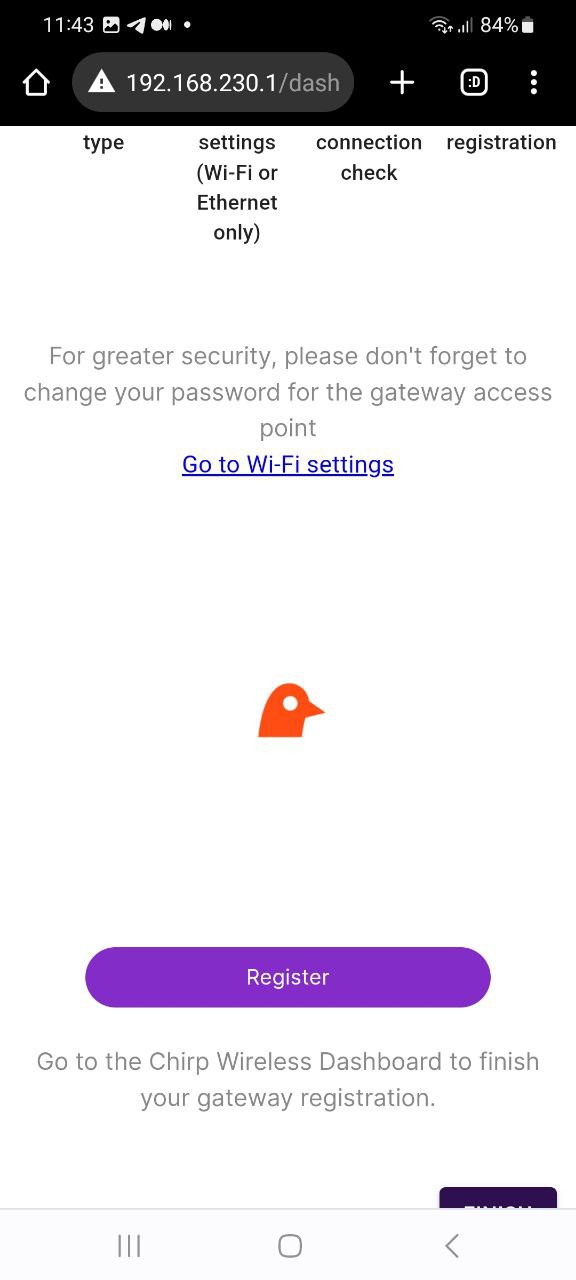 11:43
84%
192.168.230.1/dash
:D
type settings connection registration
(Wi-Fi or check
Ethernet
only)
For greater security, please don't forget to
change your password for the gateway access
point
Go to Wi-Fi settings
Register
Go to the Chirp Wireless Dashboard to finish
your gateway registration.